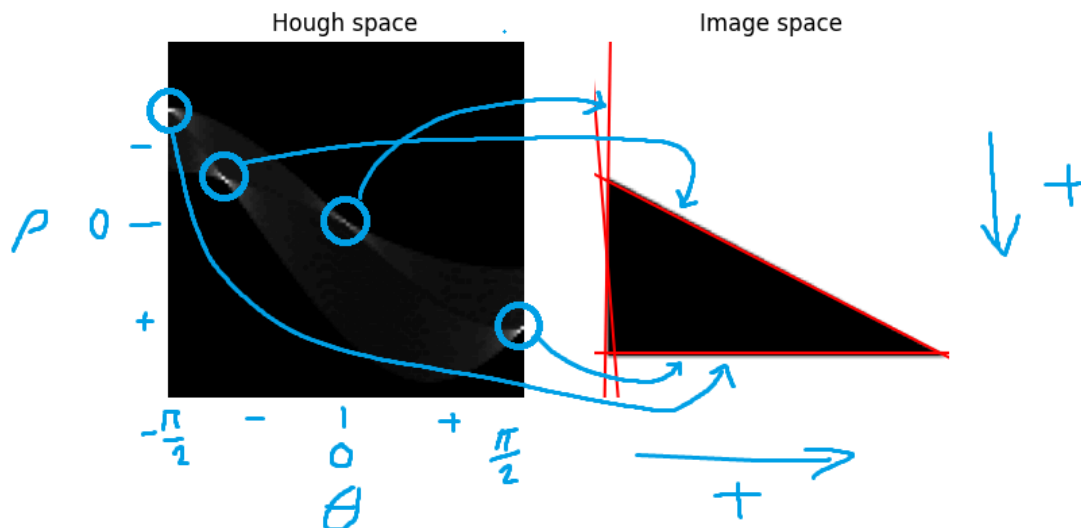 Hough space
Image space
−
+
ρ 0 −
+
-π/2 − 0 + π/2
θ
+